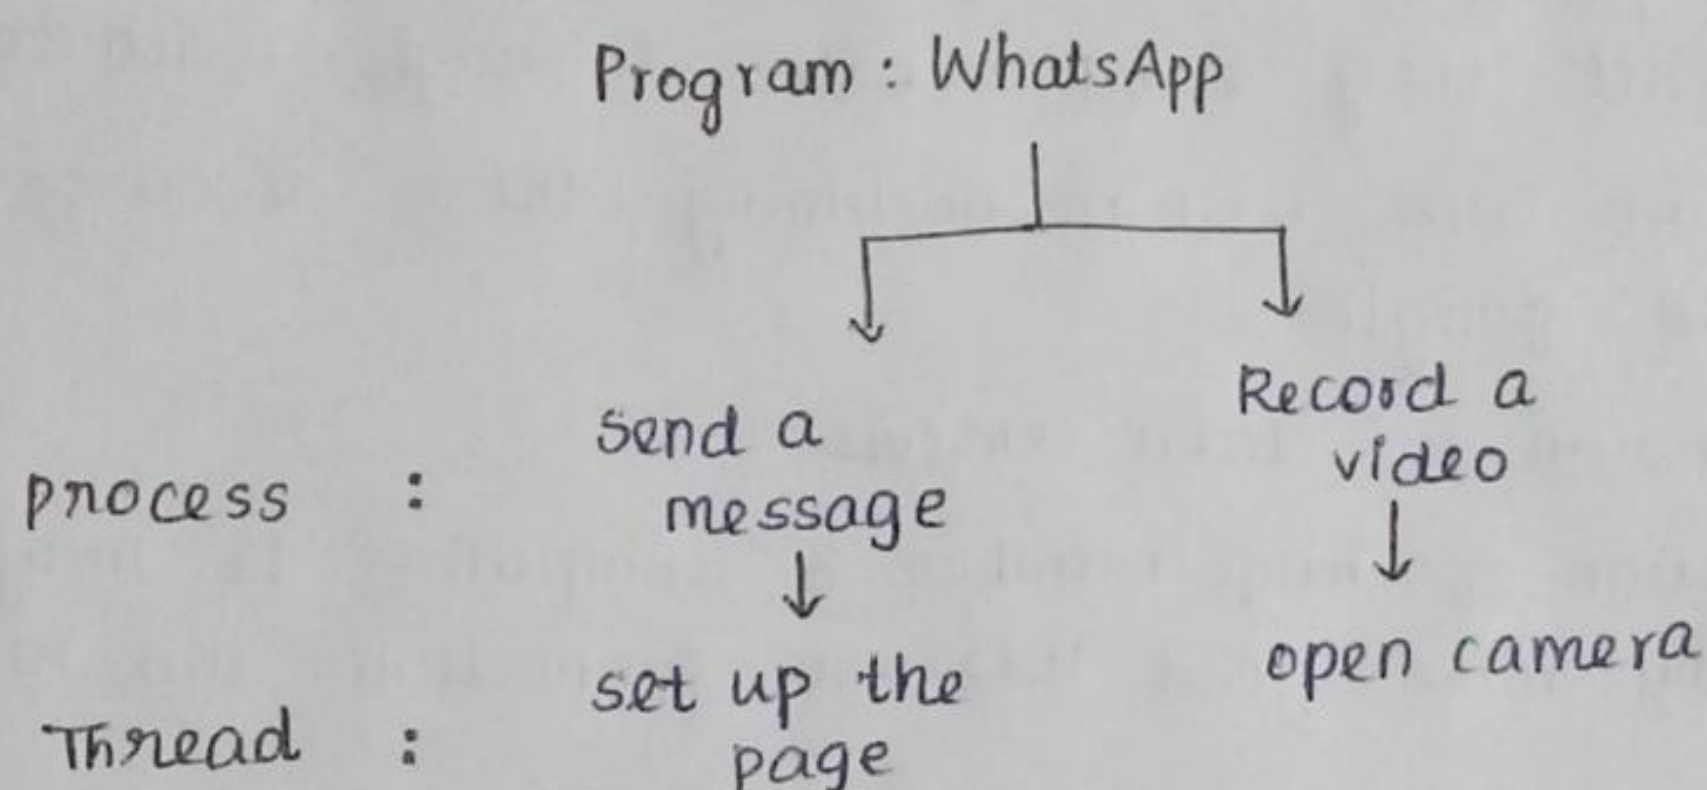 Program : WhatsApp
Send a
message
Record a
video
process :
set up the
page
open camera
Thread :